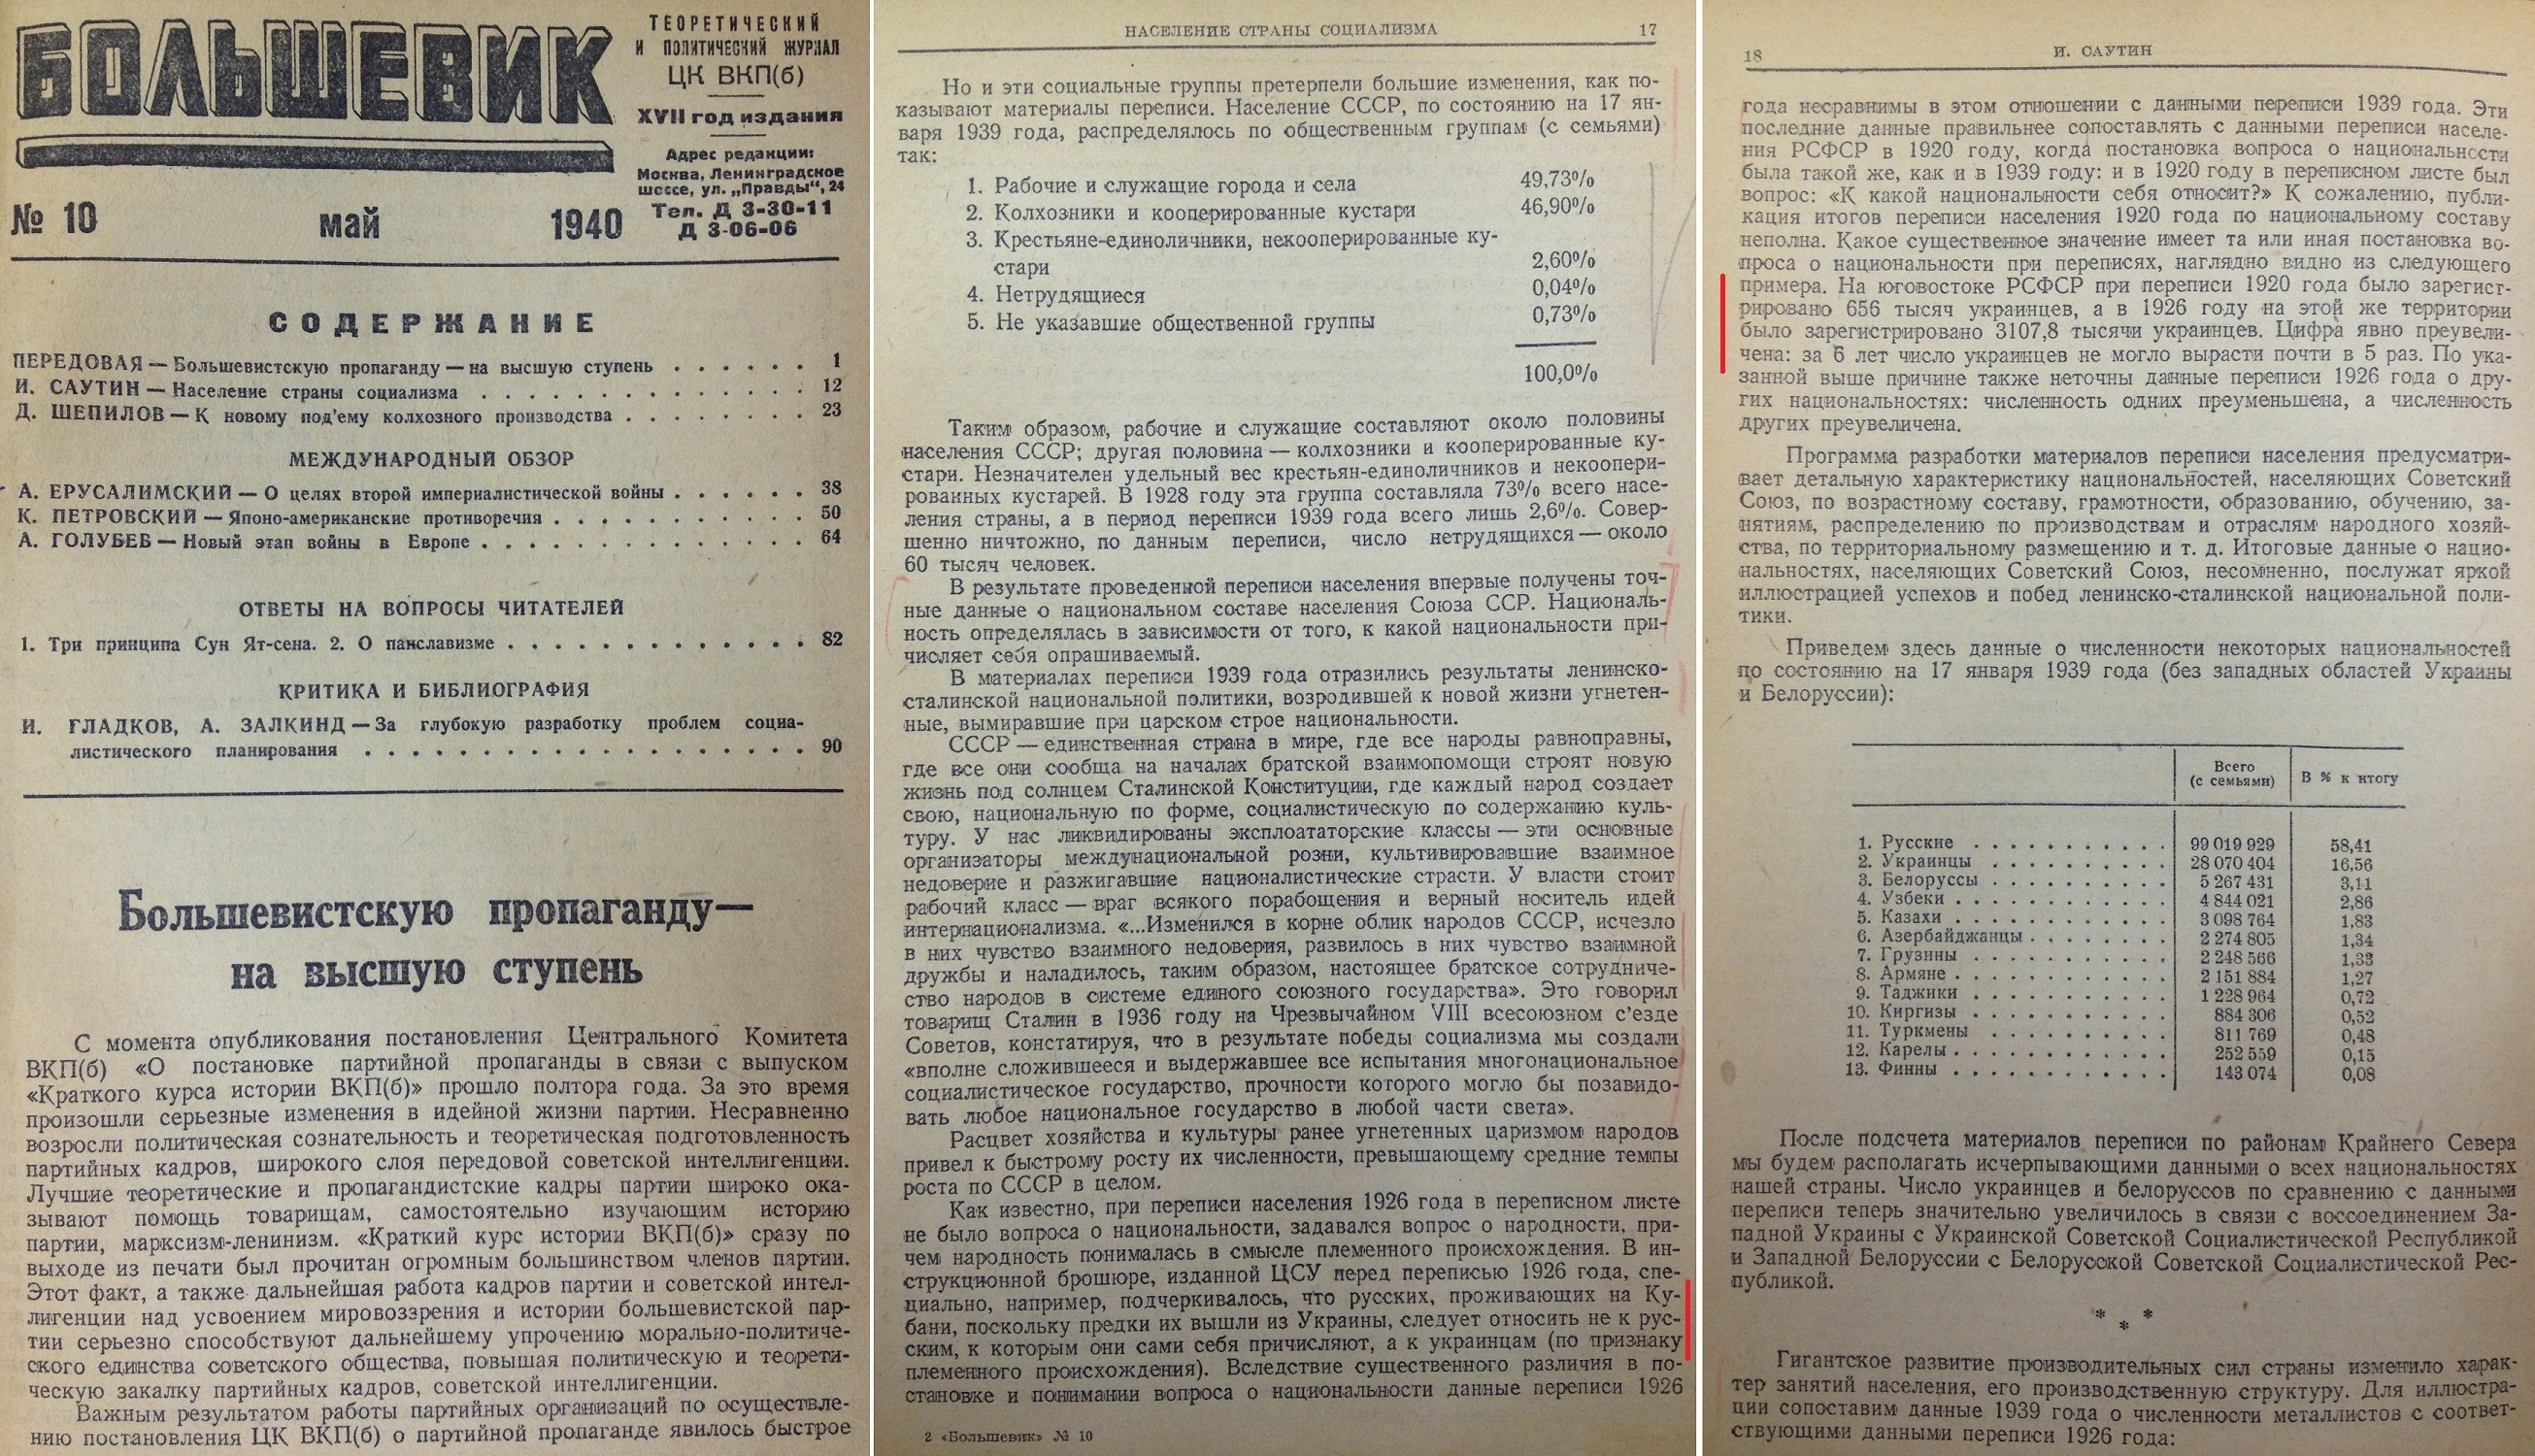 БОЛЬШЕВИК
ТЕОРЕТИЧЕСКИЙ
И ПОЛИТИЧЕСКИЙ ЖУРНАЛ
ЦК ВКП(б)
XVII год издания
Адрес редакции:
Москва, Ленинградское
шоссе, ул. „Правды“, 24
Тел. Д 3-30-11
Д 3-06-06
№ 10 май 1940
СОДЕРЖАНИЕ
ПЕРЕДОВАЯ — Большевистскую пропаганду — на высшую ступень . . . . . . 1
И. САУТИН — Население страны социализма . . . . . . . . . . . . . . 12
Д. ШЕПИЛОВ — К новому под'ему колхозного производства . . . . . . . . 23
МЕЖДУНАРОДНЫЙ ОБЗОР
А. ЕРУСАЛИМСКИЙ — О целях второй империалистической войны . . . . . . 38
К. ПЕТРОВСКИЙ — Японо-американские противоречия . . . . . . . . . . . 50
А. ГОЛУБЕВ — Новый этап войны в Европе . . . . . . . . . . . . . . 64
ОТВЕТЫ НА ВОПРОСЫ ЧИТАТЕЛЕЙ
1. Три принципа Сун Ят-сена. 2. О панславизме . . . . . . . . . . . . . 82
КРИТИКА И БИБЛИОГРАФИЯ
И. ГЛАДКОВ, А. ЗАЛКИНД — За глубокую разработку проблем социа-
листического планирования . . . . . . . . . . . . . . . . . . 90
Большевистскую пропаганду—
на высшую ступень
С момента опубликования постановления Центрального Комитета
ВКП(б) «О постановке партийной пропаганды в связи с выпуском
«Краткого курса истории ВКП(б)» прошло полтора года. За это время
произошли серьезные изменения в идейной жизни партии. Несравненно
возросли политическая сознательность и теоретическая подготовленность
партийных кадров, широкого слоя передовой советской интеллигенции.
Лучшие теоретические и пропагандистские кадры партии широко ока-
зывают помощь товарищам, самостоятельно изучающим историю
партии, марксизм-ленинизм. «Краткий курс истории ВКП(б)» сразу по
выходе из печати был прочитан огромным большинством членов партии.
Этот факт, а также дальнейшая работа кадров партии и советской интел-
лигенции над усвоением мировоззрения и истории большевистской пар-
тии серьезно способствуют дальнейшему упрочению морально-политиче-
ского единства советского общества, повышая политическую и теорети-
ческую закалку партийных кадров, советской интеллигенции.
Важным результатом работы партийных организаций по осуществле-
нию постановления ЦК ВКП(б) о партийной пропаганде явилось быстрое
НАСЕЛЕНИЕ СТРАНЫ СОЦИАЛИЗМА 17
Но и эти социальные группы претерпели большие изменения, как по-
казывают материалы переписи. Население СССР, по состоянию на 17 ян-
варя 1939 года, распределялось по общественным группам (с семьями)
так:
1. Рабочие и служащие города и села 49,73%
2. Колхозники и кооперированные кустари 46,90%
3. Крестьяне-единоличники, некооперированные ку-
стари 2,60%
4. Нетрудящиеся 0,04%
5. Не указавшие общественной группы 0,73%
100,0%
Таким образом, рабочие и служащие составляют около половины
населения СССР; другая половина — колхозники и кооперированные ку-
стари. Незначителен удельный вес крестьян-единоличников и некоопери-
рованных кустарей. В 1928 году эта группа составляла 73% всего насе-
ления страны, а в период переписи 1939 года всего лишь 2,6%. Совер-
шенно ничтожно, по данным переписи, число нетрудящихся — около
60 тысяч человек.
В результате проведенной переписи населения впервые получены точ-
ные данные о национальном составе населения Союза ССР. Националь-
ность определялась в зависимости от того, к какой национальности при-
числяет себя опрашиваемый.
В материалах переписи 1939 года отразились результаты ленинско-
сталинской национальной политики, возродившей к новой жизни угнетен-
ные, вымиравшие при царском строе национальности.
СССР — единственная страна в мире, где все народы равноправны,
где все они сообща на началах братской взаимопомощи строят новую
жизнь под солнцем Сталинской Конституции, где каждый народ создает
свою, национальную по форме, социалистическую по содержанию куль-
туру. У нас ликвидированы эксплоататорские классы — эти основные
организаторы междунациональной розни, культивировавшие взаимное
недоверие и разжигавшие националистические страсти. У власти стоит
рабочий класс — враг всякого порабощения и верный носитель идей
интернационализма. «...Изменился в корне облик народов СССР, исчезло
в них чувство взаимного недоверия, развилось в них чувство взаимной
дружбы и наладилось, таким образом, настоящее братское сотрудниче-
ство народов в системе единого союзного государства». Это говорил
товарищ Сталин в 1936 году на Чрезвычайном VIII всесоюзном с'езде
Советов, констатируя, что в результате победы социализма мы создали
«вполне сложившееся и выдержавшее все испытания многонациональное
социалистическое государство, прочности которого могло бы позавидо-
вать любое национальное государство в любой части света».
Расцвет хозяйства и культуры ранее угнетенных царизмом народов
привел к быстрому росту их численности, превышающему средние темпы
роста по СССР в целом.
Как известно, при переписи населения 1926 года в переписном листе
не было вопроса о национальности, задавался вопрос о народности, при-
чем народность понималась в смысле племенного происхождения. В ин-
струкционной брошюре, изданной ЦСУ перед переписью 1926 года, спе-
циально, например, подчеркивалось, что русских, проживающих на Ку-
бани, поскольку предки их вышли из Украины, следует относить не к рус-
ским, к которым они сами себя причисляют, а к украинцам (по признаку
племенного происхождения). Вследствие существенного различия в по-
становке и понимании вопроса о национальности данные переписи 1926
2 «Большевик» № 10
18 И. САУТИН
года несравнимы в этом отношении с данными переписи 1939 года. Эти
последние данные правильнее сопоставлять с данными переписи населе-
ния РСФСР в 1920 году, когда постановка вопроса о национальности
была такой же, как и в 1939 году: и в 1920 году в переписном листе был
вопрос: «К какой национальности себя относит?» К сожалению, публи-
кация итогов переписи населения 1920 года по национальному составу
неполна. Какое существенное значение имеет та или иная постановка во-
проса о национальности при переписях, наглядно видно из следующего
примера. На юговостоке РСФСР при переписи 1920 года было зарегист-
рировано 656 тысяч украинцев, а в 1926 году на этой же территории
было зарегистрировано 3107,8 тысячи украинцев. Цифра явно преувели-
чена: за 6 лет число украинцев не могло вырасти почти в 5 раз. По ука-
занной выше причине также неточны данные переписи 1926 года о дру-
гих национальностях: численность одних преуменьшена, а численность
других преувеличена.
Программа разработки материалов переписи населения предусматри-
вает детальную характеристику национальностей, населяющих Советский
Союз, по возрастному составу, грамотности, образованию, обучению, за-
нятиям, распределению по производствам и отраслям народного хозяй-
ства, по территориальному размещению и т. д. Итоговые данные о нацио-
нальностях, населяющих Советский Союз, несомненно, послужат яркой
иллюстрацией успехов и побед ленинско-сталинской национальной поли-
тики.
Приведем здесь данные о численности некоторых национальностей
по состоянию на 17 января 1939 года (без западных областей Украины
и Белоруссии):
Всего
(с семьями) В % к итогу
1. Русские . . . . . . . . . . 99 019 929 58,41
2. Украинцы . . . . . . . . . 28 070 404 16,56
3. Белоруссы . . . . . . . . . 5 267 431 3,11
4. Узбеки . . . . . . . . . . . 4 844 021 2,86
5. Казахи . . . . . . . . . . . 3 098 764 1,83
6. Азербайджанцы . . . . . . . 2 274 805 1,34
7. Грузины . . . . . . . . . . 2 248 566 1,33
8. Армяне . . . . . . . . . . . 2 151 884 1,27
9. Таджики . . . . . . . . . . 1 228 964 0,72
10. Киргизы . . . . . . . . . . 884 306 0,52
11. Туркмены . . . . . . . . . 811 769 0,48
12. Карелы . . . . . . . . . . . 252 559 0,15
13. Финны . . . . . . . . . . . 143 074 0,08
После подсчета материалов переписи по районам Крайнего Севера
мы будем располагать исчерпывающими данными о всех национальностях
нашей страны. Число украинцев и белоруссов по сравнению с данными
переписи теперь значительно увеличилось в связи с воссоединением За-
падной Украины с Украинской Советской Социалистической Республикой
и Западной Белоруссии с Белорусской Советской Социалистической Рес-
публикой.
* * *
Гигантское развитие производительных сил страны изменило харак-
тер занятий населения, его производственную структуру. Для иллюстра-
ции сопоставим данные 1939 года о численности металлистов с соответ-
ствующими данными переписи 1926 года: